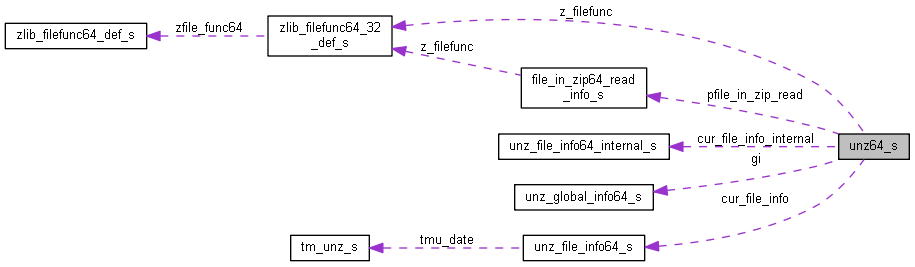 z_filefunc
zlib_filefunc64_def_s
zfile_func64
zlib_filefunc64_32
_def_s
z_filefunc
file_in_zip64_read
_info_s
pfile_in_zip_read
unz_file_info64_internal_s
cur_file_info_internal
unz64_s
gi
unz_global_info64_s
cur_file_info
tm_unz_s
tmu_date
unz_file_info64_s